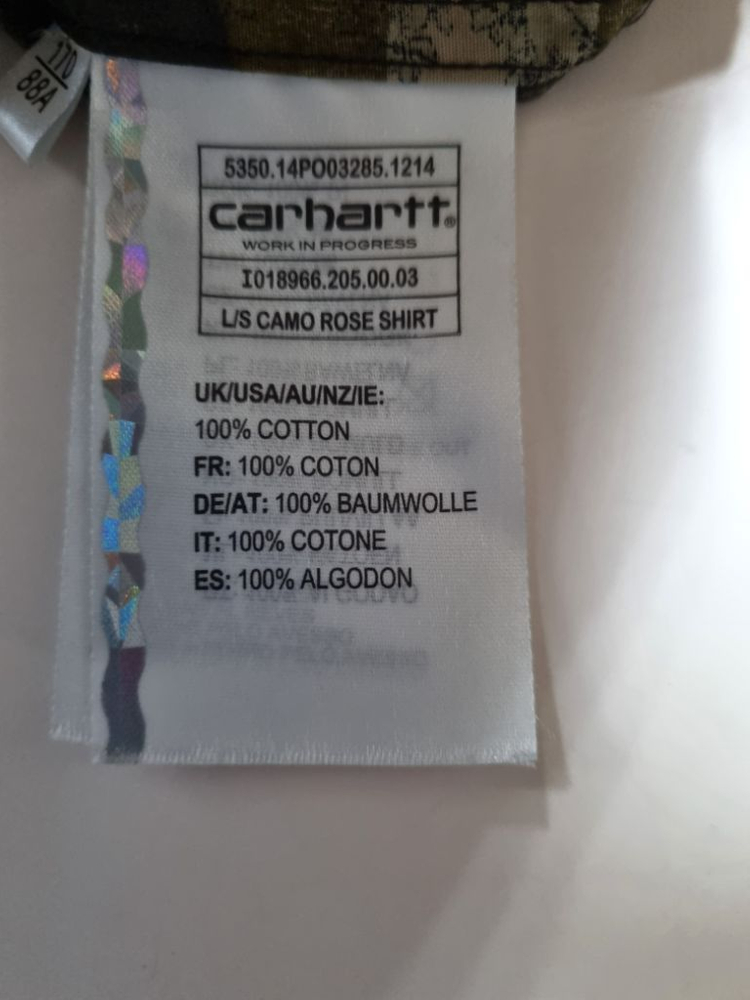 170
88A
5350.14PO03285.1214
carhartt®
WORK IN PROGRESS
I018966.205.00.03
L/S CAMO ROSE SHIRT
UK/USA/AU/NZ/IE:
100% COTTON
FR: 100% COTON
DE/AT: 100% BAUMWOLLE
IT: 100% COTONE
ES: 100% ALGODON